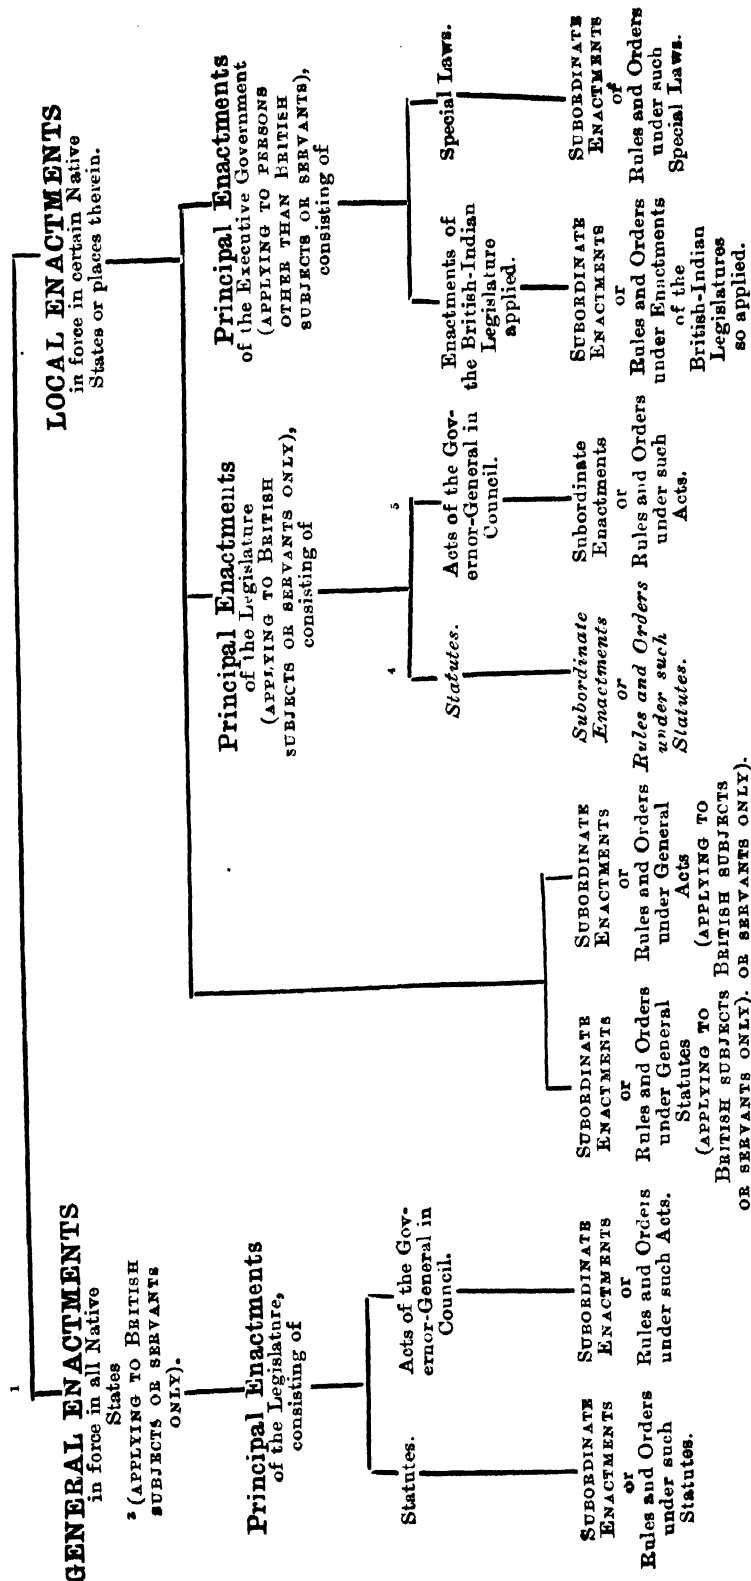 1
GENERAL ENACTMENTS
in force in all Native
States
² (APPLYING TO BRITISH
SUBJECTS OR SERVANTS
ONLY).
Principal Enactments
of the Legislature,
consisting of
Statutes.
SUBORDINATE
ENACTMENTS
or
Rules and Orders
under such
Statutes.
Acts of the Gov-
ernor-General in
Council.
SUBORDINATE
ENACTMENTS
or
Rules and Orders
under such Acts.
LOCAL ENACTMENTS
in force in certain Native
States or places therein.
SUBORDINATE
ENACTMENTS
or
Rules and Orders
under General
Statutes
(APPLYING TO
BRITISH SUBJECTS
OR SERVANTS ONLY).
SUBORDINATE
ENACTMENTS
or
Rules and Orders
under General
Acts
(APPLYING TO
BRITISH SUBJECTS
OR SERVANTS ONLY).
Principal Enactments
of the Legislature
(APPLYING TO BRITISH
SUBJECTS OR SERVANTS ONLY),
consisting of
4
Statutes.
Subordinate
Enactments
or
Rules and Orders
under such
Statutes.
5
Acts of the Gov-
ernor-General in
Council.
Subordinate
Enactments
or
Rules and Orders
under such
Acts.
Principal Enactments
of the Executive Government
(APPLYING TO PERSONS
OTHER THAN BRITISH
SUBJECTS OR SERVANTS),
consisting of
Enactments of
the British-Indian
Legislature
applied.
SUBORDINATE
ENACTMENTS
or
Rules and Orders
under Enactments
of the
British-Indian
Legislatures
so applied.
Special Laws.
SUBORDINATE
ENACTMENTS
of
Rules and Orders
under such
Special Laws.